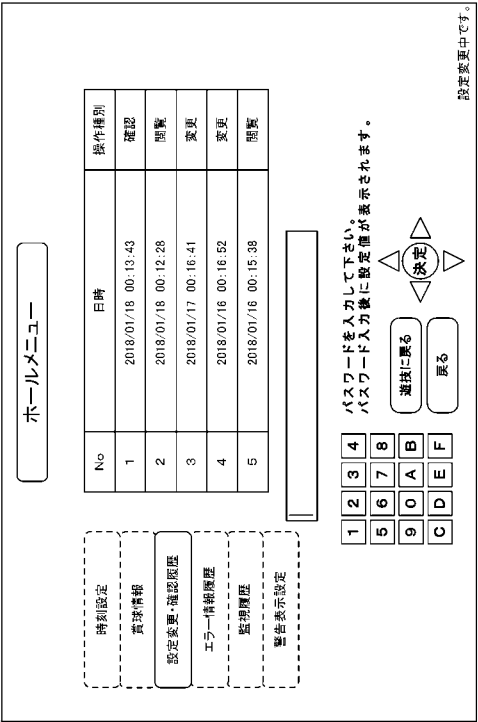 ホールメニュー
時刻設定
賞球情報
設定変更・確認履歴
エラー情報履歴
監視履歴
警告表示設定
No 日時 操作種別
1 2018/01/18 00:13:43 確認
2 2018/01/18 00:12:28 閲覧
3 2018/01/17 00:16:41 変更
4 2018/01/16 00:16:52 変更
5 2018/01/16 00:15:38 閲覧
1 2 3 4
5 6 7 8
9 0 A B
C D E F
パスワードを入力して下さい。
パスワード入力後に設定値が表示されます。
遊技に戻る
戻る
決定
設定変更中です。